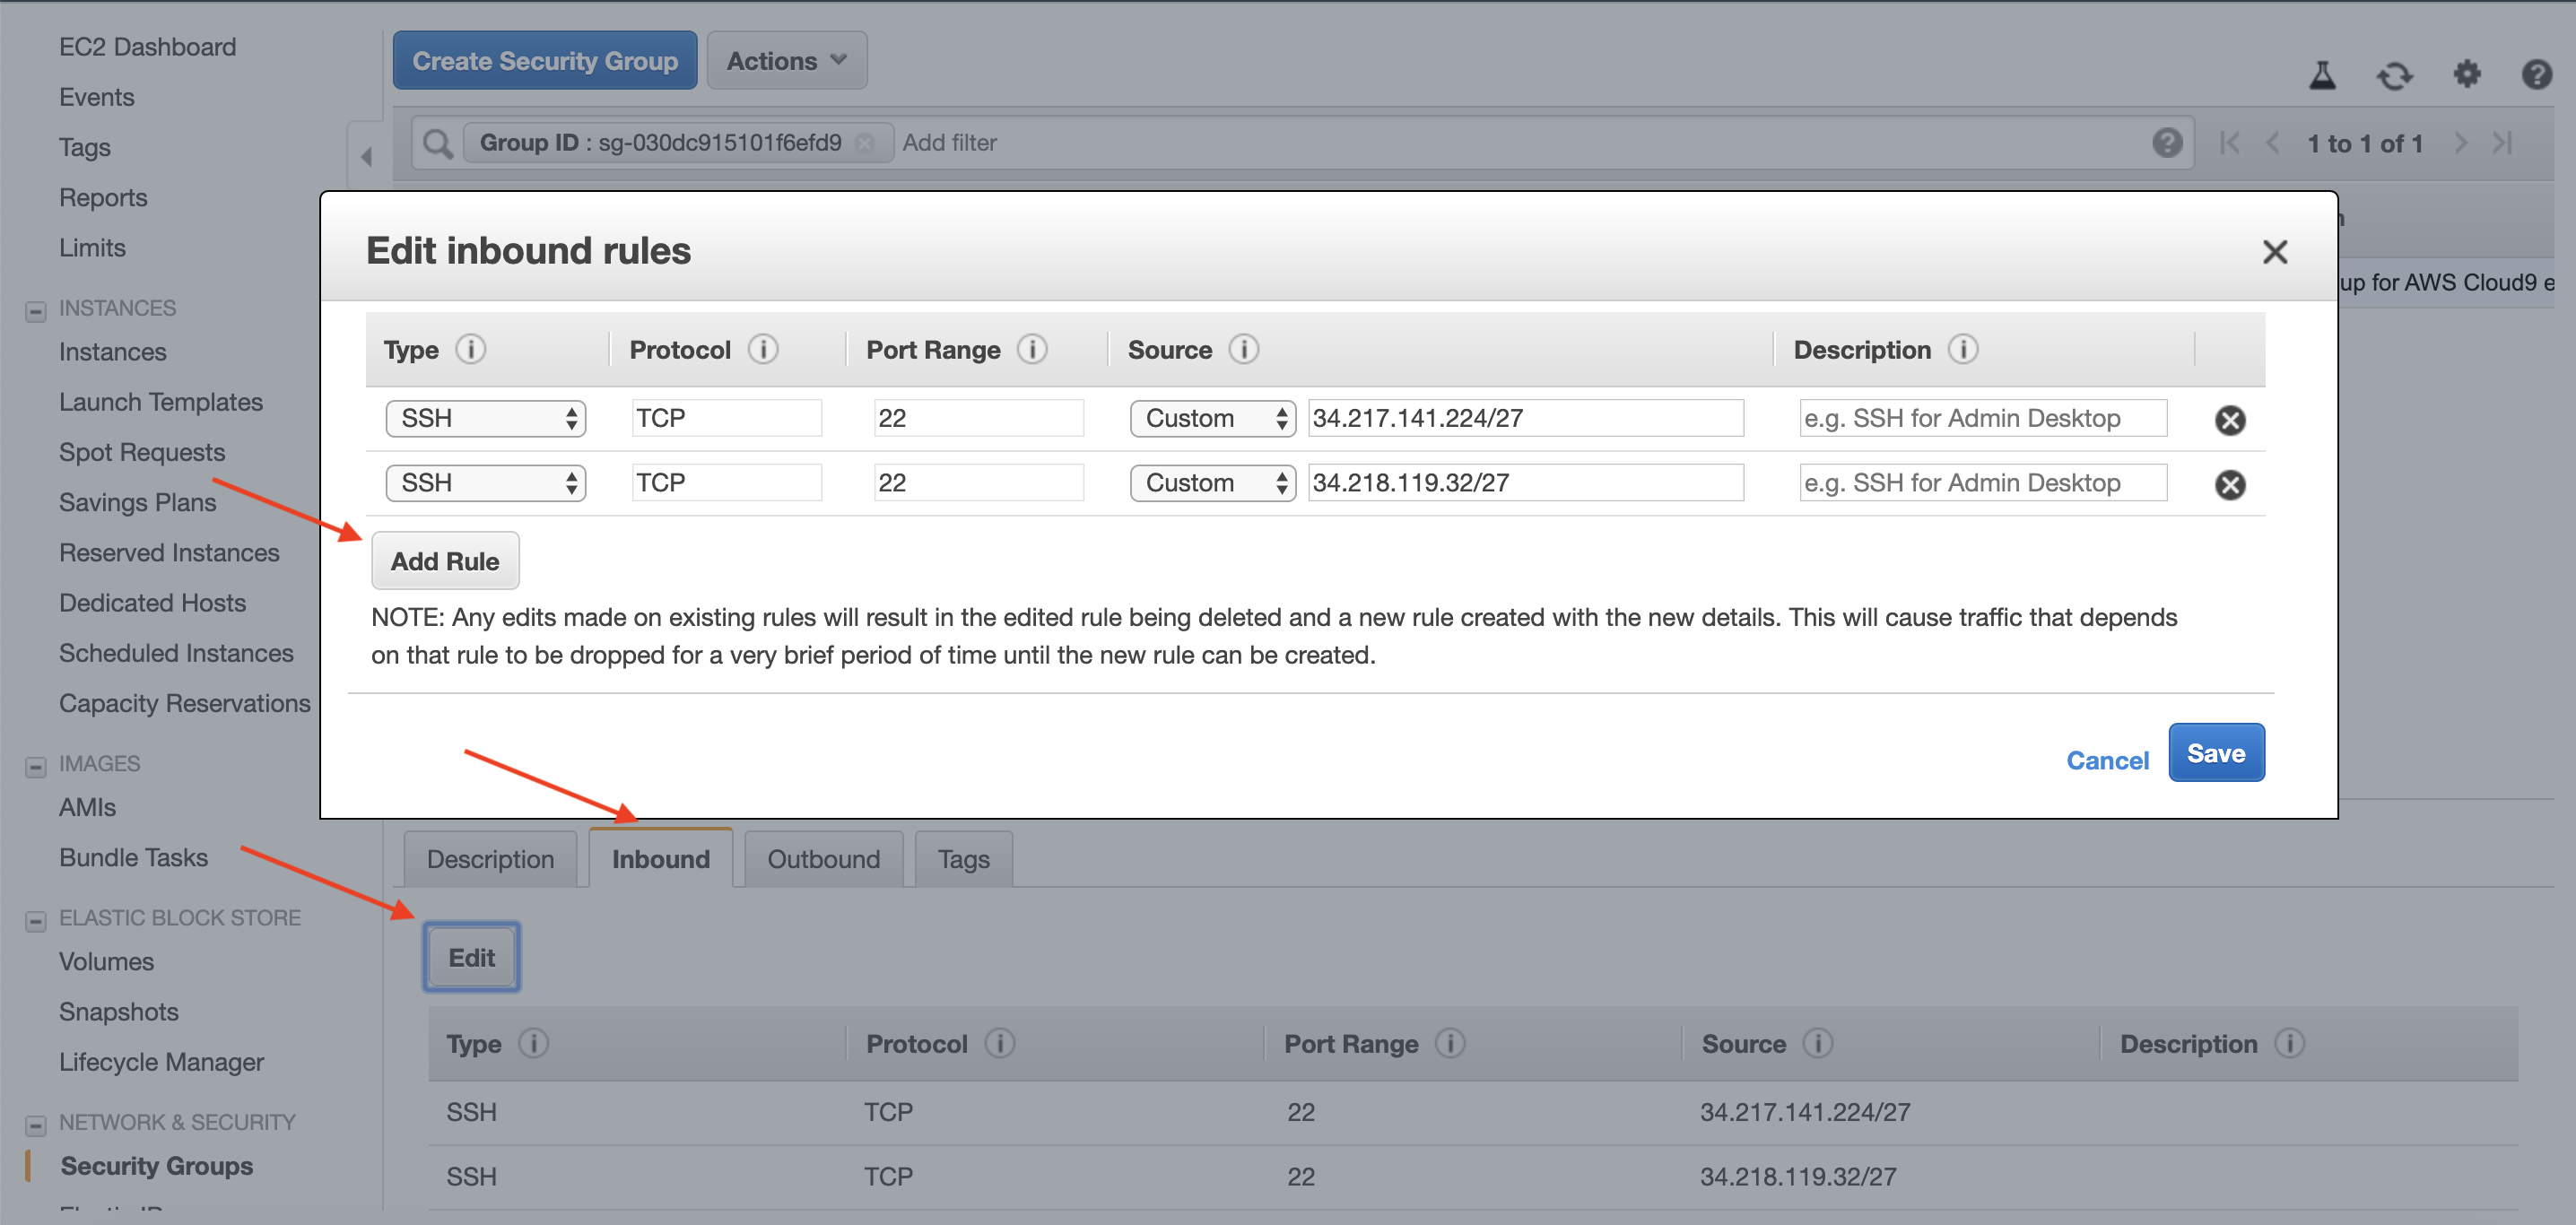 EC2 Dashboard
Events
Tags
Reports
Limits
INSTANCES
Instances
Launch Templates
Spot Requests
Savings Plans
Reserved Instances
Dedicated Hosts
Scheduled Instances
Capacity Reservations
IMAGES
AMIs
Bundle Tasks
ELASTIC BLOCK STORE
Volumes
Snapshots
Lifecycle Manager
NETWORK & SECURITY
Security Groups
Create Security Group Actions
Group ID : sg-030dc915101f6efd9 Add filter 1 to 1 of 1
up for AWS Cloud9 e
Edit inbound rules
Type Protocol Port Range Source Description
SSH TCP 22 Custom 34.217.141.224/27 e.g. SSH for Admin Desktop
SSH TCP 22 Custom 34.218.119.32/27 e.g. SSH for Admin Desktop
Add Rule
NOTE: Any edits made on existing rules will result in the edited rule being deleted and a new rule created with the new details. This will cause traffic that depends
on that rule to be dropped for a very brief period of time until the new rule can be created.
Cancel Save
Description Inbound Outbound Tags
Edit
Type Protocol Port Range Source Description
SSH TCP 22 34.217.141.224/27
SSH TCP 22 34.218.119.32/27